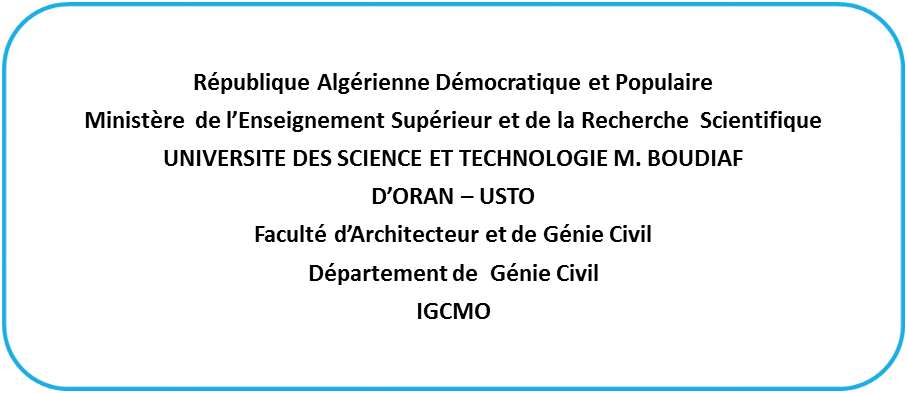 République Algérienne Démocratique et Populaire
Ministère de l’Enseignement Supérieur et de la Recherche Scientifique
UNIVERSITE DES SCIENCE ET TECHNOLOGIE M. BOUDIAF
D’ORAN – USTO
Faculté d’Architecteur et de Génie Civil
Département de Génie Civil
IGCMO